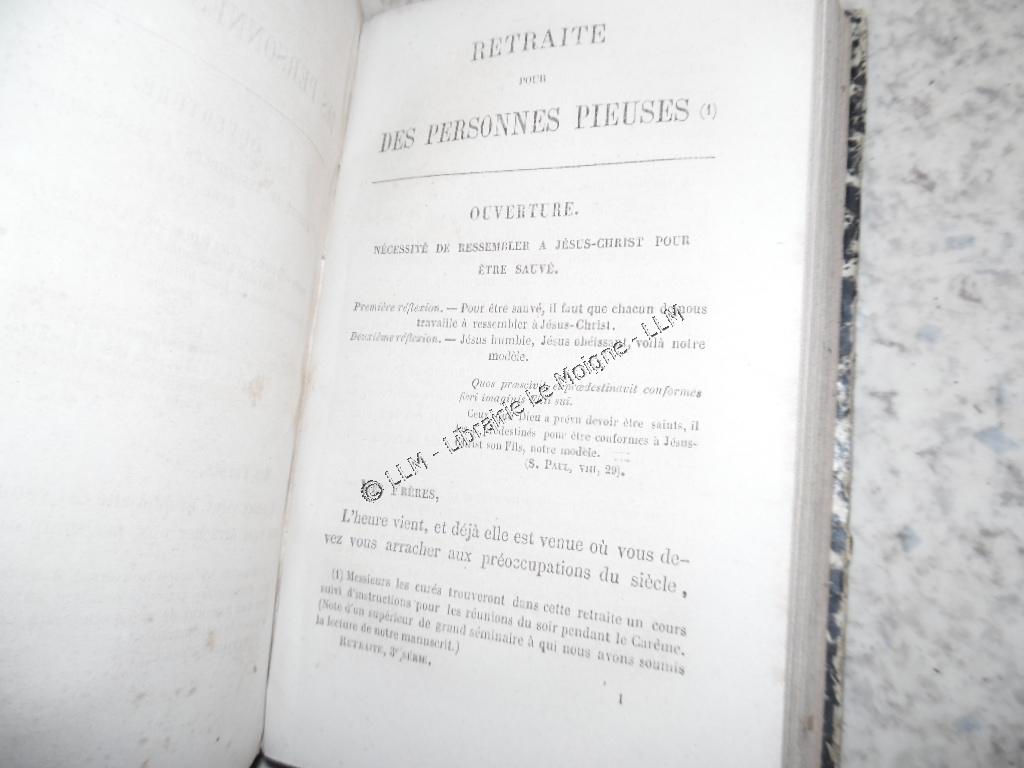 RETRAITE
POUR
DES PERSONNES PIEUSES (1)
OUVERTURE.
NÉCESSITÉ DE RESSEMBLER A JÉSUS-CHRIST POUR
ÊTRE SAUVÉ.
Première réflexion. — Pour être sauvé, il faut que chacun de nous
travaille à ressembler à Jésus-Christ.
Deuxième réflexion. — Jésus humble, Jésus obéissant, voilà notre
modèle.
Quos præscivit, prædestinavit conformes
fieri imaginis sui.
Ceux Dieu a prévu devoir être saints, il
pour être conformes à Jésus-
son Fils, notre modèle.
(S. PAUL, VIII, 29).
FRÈRES,
L'heure vient, et déjà elle est venue où vous de-
vez vous arracher aux préoccupations du siècle,
(1) Messieurs les curés trouveront dans cette retraite un cours
suivi d'instructions pour les réunions du soir pendant le Carême.
(Note d'un supérieur de grand séminaire à qui nous avons soumis
la lecture de notre manuscrit.)
RETRAITE, 3e SÉRIE.
1
© LLM - Librairie Le Moigne - LLM